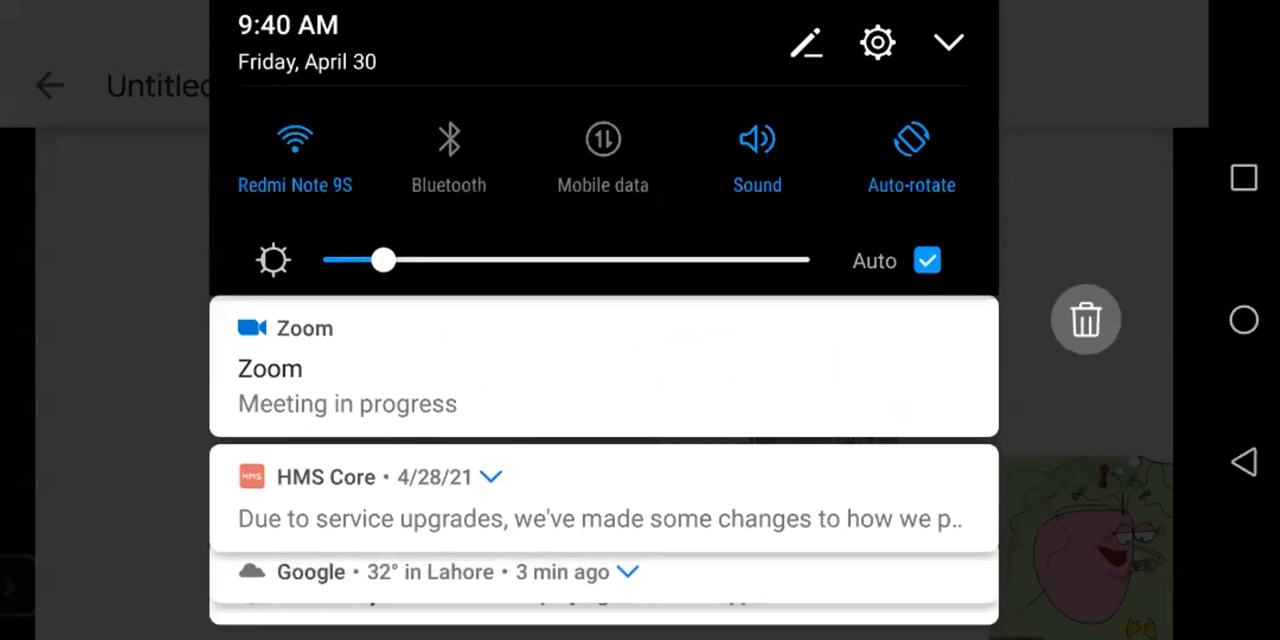 9:40 AM
Friday, April 30
Untitled
Redmi Note 9S
Bluetooth
Mobile data
Sound
Auto-rotate
Auto
Zoom
Zoom
Meeting in progress
HMS
HMS Core • 4/28/21
Due to service upgrades, we've made some changes to how we p..
Google • 32° in Lahore • 3 min ago